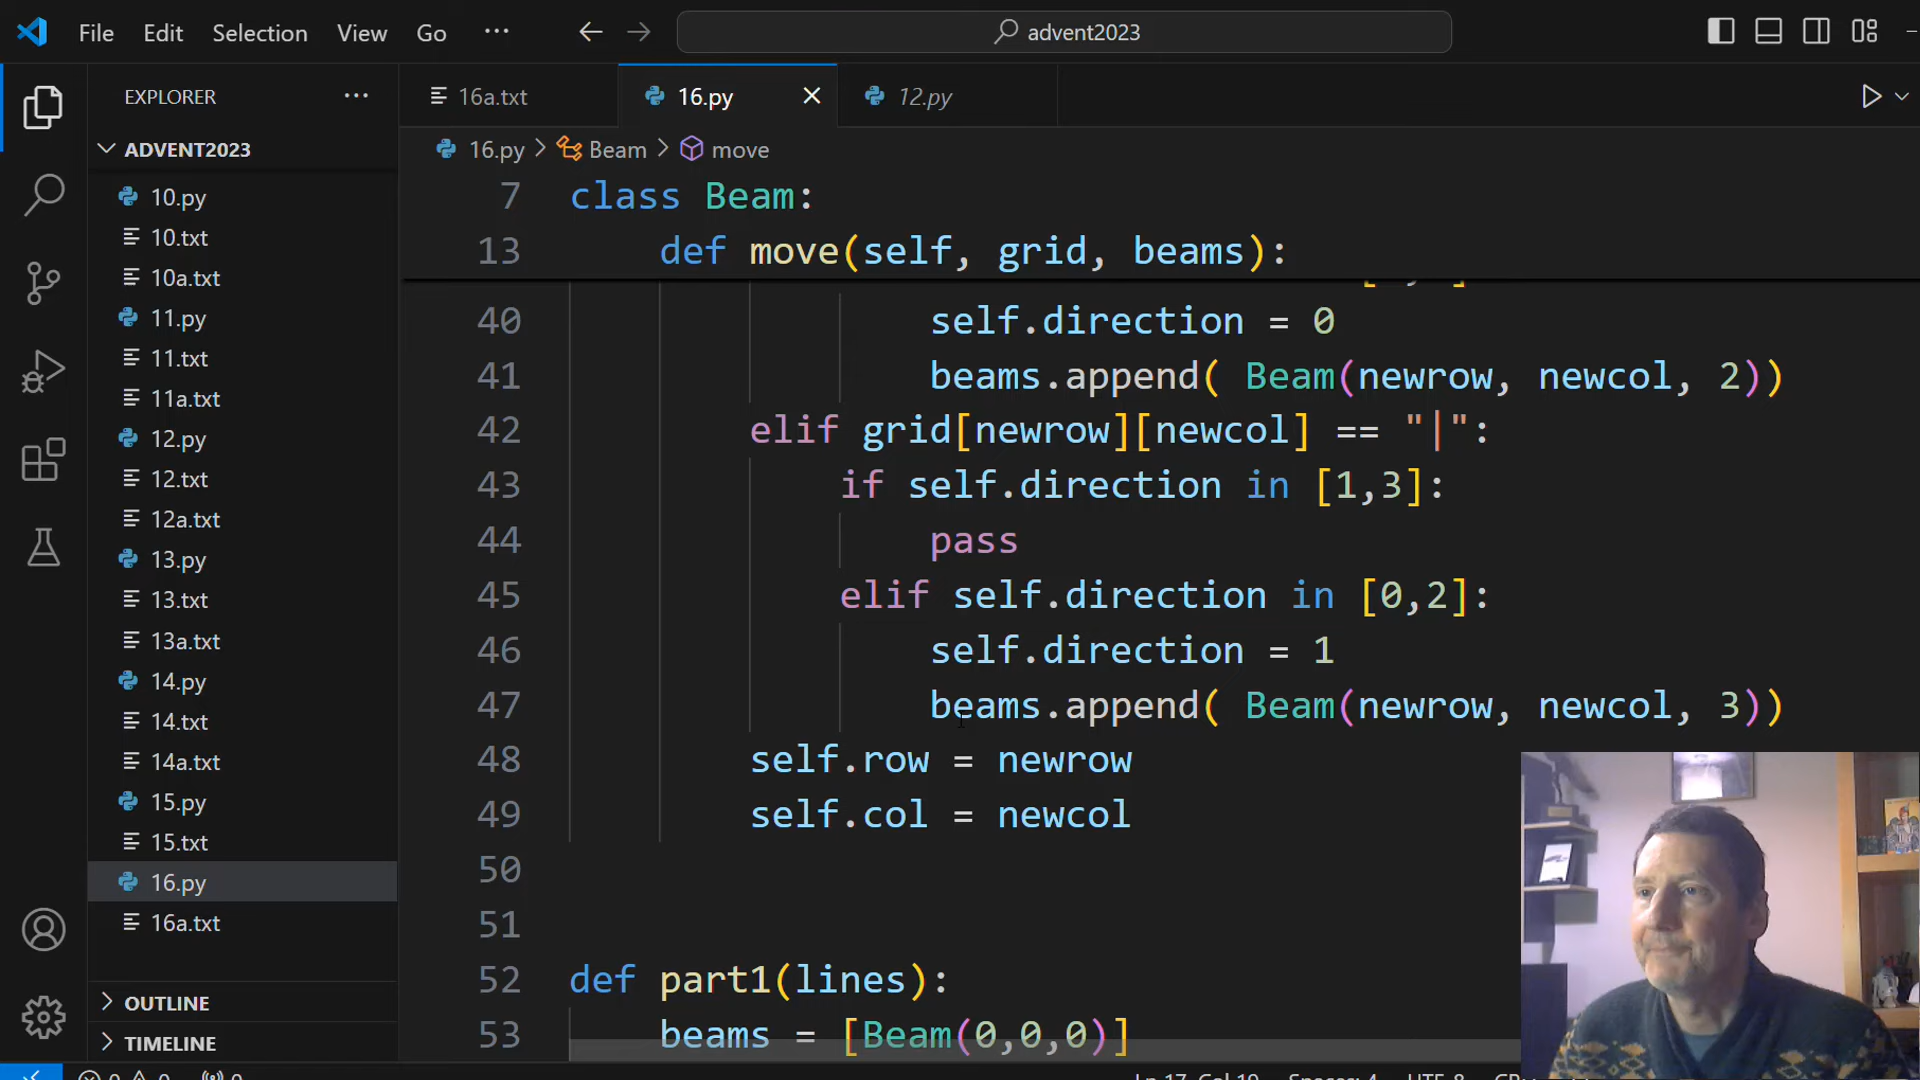 File Edit Selection View Go ··· advent2023
EXPLORER ···
ADVENT2023
10.py
10.txt
10a.txt
11.py
11.txt
11a.txt
12.py
12.txt
12a.txt
13.py
13.txt
13a.txt
14.py
14.txt
14a.txt
15.py
15.txt
16.py
16a.txt
OUTLINE
TIMELINE
16a.txt 16.py 12.py
16.py > Beam > move
7 class Beam:
13 def move(self, grid, beams):
40 self.direction = 0
41 beams.append( Beam(newrow, newcol, 2))
42 elif grid[newrow][newcol] == "|":
43 if self.direction in [1,3]:
44 pass
45 elif self.direction in [0,2]:
46 self.direction = 1
47 beams.append( Beam(newrow, newcol, 3))
48 self.row = newrow
49 self.col = newcol
50
51
52 def part1(lines):
53 beams = [Beam(0,0,0)]